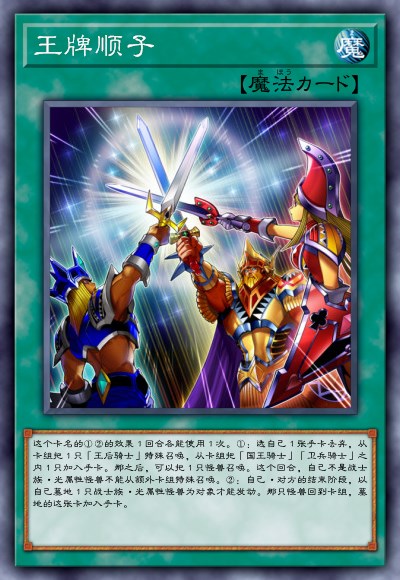 王牌顺子
魔
【魔法カード】
まほう
这个卡名的①②的效果1回合各能使用1次。①:选自己1张手卡丢弃,从
卡组把1只「王后骑士」特殊召唤,从卡组把「国王骑士」「卫兵骑士」之
内1只加入手卡。那之后,可以把1只怪兽召唤。这个回合,自己不是战士
族·光属性怪兽不能从额外卡组特殊召唤。②:自己·对方的结束阶段,以
自己墓地1只战士族·光属性怪兽为对象才能发动。那只怪兽回到卡组,墓
地的这张卡加入手卡。